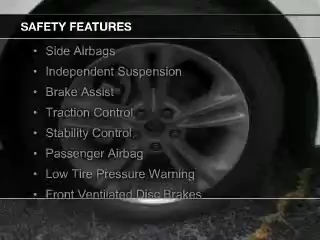 SAFETY FEATURES
• Side Airbags
• Independent Suspension
• Brake Assist
• Traction Control
• Stability Control
• Passenger Airbag
• Low Tire Pressure Warning
• Front Ventilated Disc Brakes